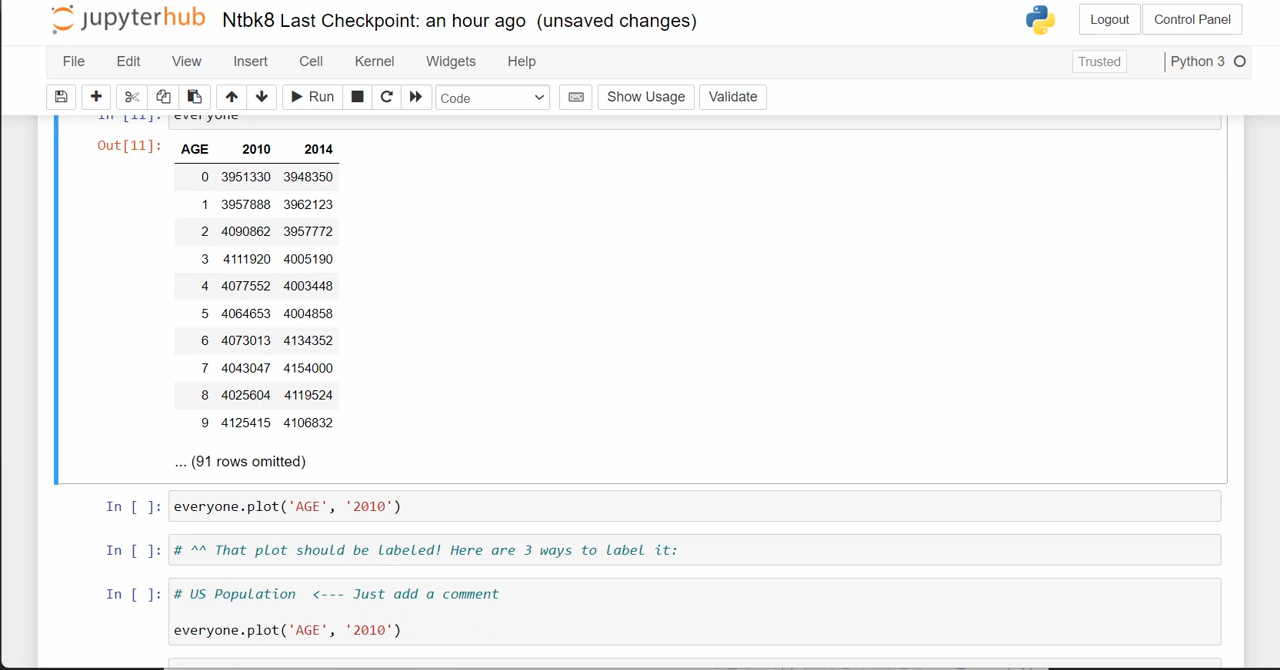 jupyterhub Ntbk8 Last Checkpoint: an hour ago (unsaved changes) Logout Control Panel
File Edit View Insert Cell Kernel Widgets Help Trusted Python 3
Run Code Show Usage Validate
In [11]: everyone
Out[11]: AGE 2010 2014
0 3951330 3948350
1 3957888 3962123
2 4090862 3957772
3 4111920 4005190
4 4077552 4003448
5 4064653 4004858
6 4073013 4134352
7 4043047 4154000
8 4025604 4119524
9 4125415 4106832
... (91 rows omitted)
In [ ]: everyone.plot('AGE', '2010')
In [ ]: # ^^ That plot should be labeled! Here are 3 ways to label it:
In [ ]: # US Population <--- Just add a comment
everyone.plot('AGE', '2010')